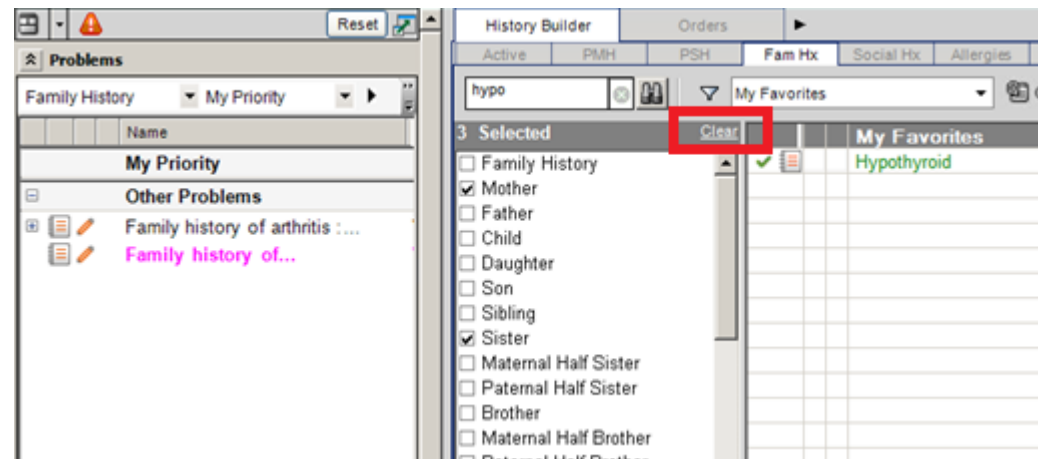 Reset
Problems
Family History My Priority
Name
My Priority
Other Problems
Family history of arthritis :...
Family history of...
History Builder Orders
Active PMH PSH Fam Hx Social Hx Allergies
hypo My Favorites
3 Selected Clear My Favorites
Family History Hypothyroid
Mother
Father
Child
Daughter
Son
Sibling
Sister
Maternal Half Sister
Paternal Half Sister
Brother
Maternal Half Brother